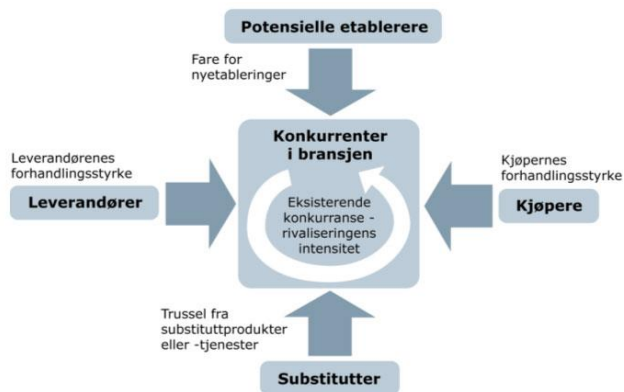 Potensielle etablerere
Fare for
nyetableringer
Konkurrenter
i bransjen
Leverandørenes
forhandlingsstyrke
Leverandører
Eksisterende
konkurranse -
rivaliseringens
intensitet
Kjøpernes
forhandlingsstyrke
Kjøpere
Trussel fra
substituttprodukter
eller -tjenester
Substitutter